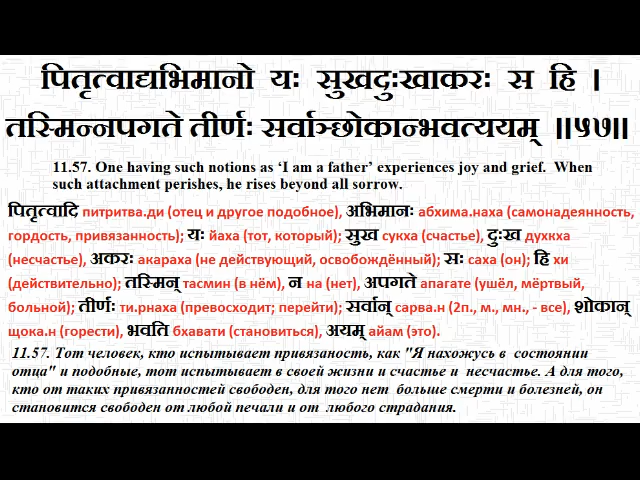 पितृत्वाद्यभिमानो यः सुखदुःखाकरः स हि ।
तस्मिन्नपगते तीर्णः सर्वाञ्छोकान्भवत्ययम् ॥५७॥
11.57. One having such notions as ‘I am a father’ experiences joy and grief. When
such attachment perishes, he rises beyond all sorrow.
पितृत्वादि питритва.ди (отец и другое подобное), अभिमानः абхима.наха (самонадеянность,
гордость, привязанность); यः йаха (тот, который); सुख сукха (счастье), दुःख духкха
(несчастье), अकरः акараха (не действующий, освобождённый); सः саха (он); हि хи
(действительно); तस्मिन् тасмин (в нём), न на (нет), अपगते апагате (ушёл, мёртвый,
больной); तीर्णः ти.рнаха (превосходит; перейти); सर्वान् сарва.н (2п., м., мн., - все), शोकान्
щока.н (горести), भवति бхавати (становиться), अयम् айам (это).
11.57. Тот человек, кто испытывает привязаность, как "Я нахожусь в состоянии
отца" и подобные, тот испытывает в своей жизни и счастье и несчастье. А для того,
кто от таких привязанностей свободен, для того нет больше смерти и болезней, он
становится свободен от любой печали и от любого страдания.